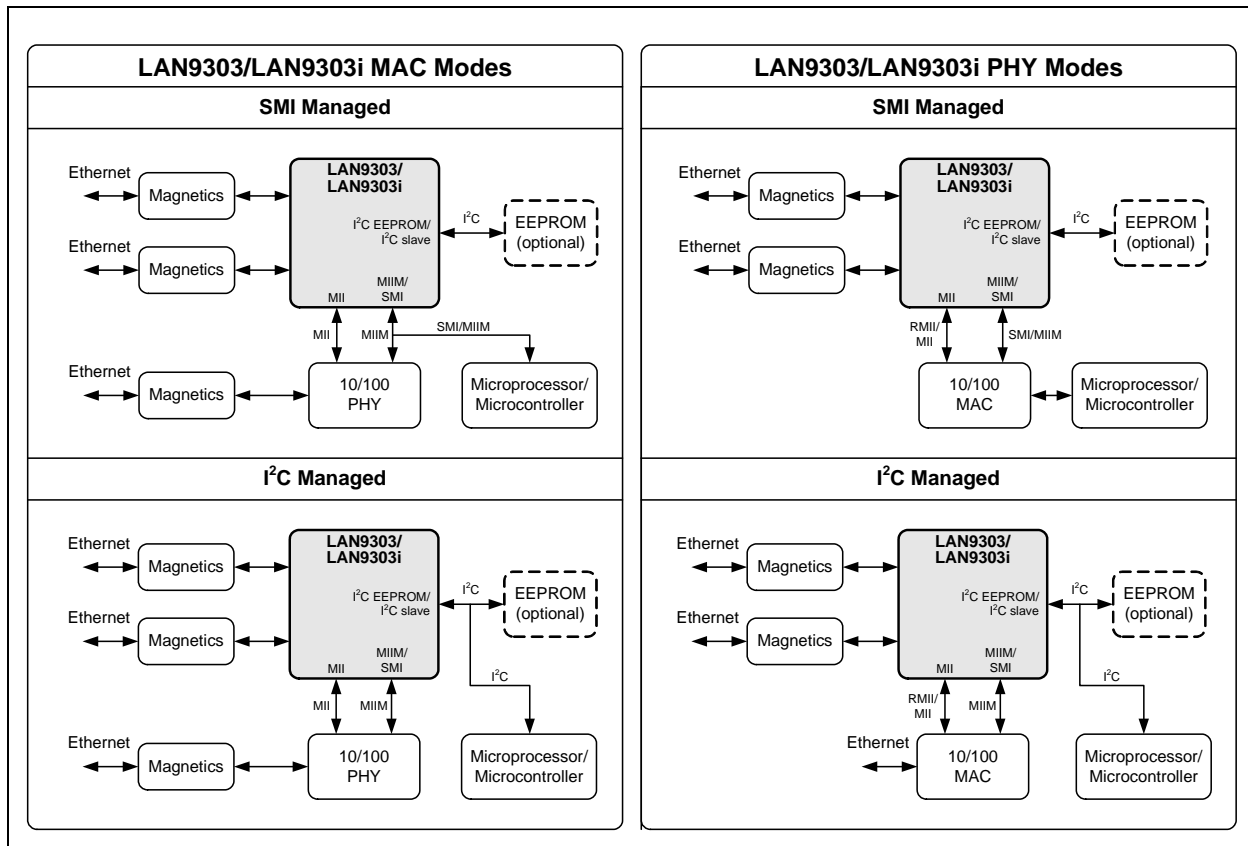 LAN9303/LAN9303i MAC Modes
SMI Managed
Ethernet
Magnetics
Ethernet
Magnetics
LAN9303/
LAN9303i
I²C EEPROM/
I²C slave
MIIM/
SMI
MII
I²C
EEPROM
(optional)
MII
MIIM
SMI/MIIM
Ethernet
Magnetics
10/100
PHY
Microprocessor/
Microcontroller
I²C Managed
Ethernet
Magnetics
Ethernet
Magnetics
LAN9303/
LAN9303i
I²C EEPROM/
I²C slave
MIIM/
SMI
MII
I²C
EEPROM
(optional)
MII
MIIM
I²C
Ethernet
Magnetics
10/100
PHY
Microprocessor/
Microcontroller
LAN9303/LAN9303i PHY Modes
SMI Managed
Ethernet
Magnetics
Ethernet
Magnetics
LAN9303/
LAN9303i
I²C EEPROM/
I²C slave
MIIM/
SMI
MII
I²C
EEPROM
(optional)
RMII/
MII
SMI/MIIM
10/100
MAC
Microprocessor/
Microcontroller
I²C Managed
Ethernet
Magnetics
Ethernet
Magnetics
LAN9303/
LAN9303i
I²C EEPROM/
I²C slave
MIIM/
SMI
MII
I²C
EEPROM
(optional)
RMII/
MII
MIIM
I²C
Ethernet
10/100
MAC
Microprocessor/
Microcontroller